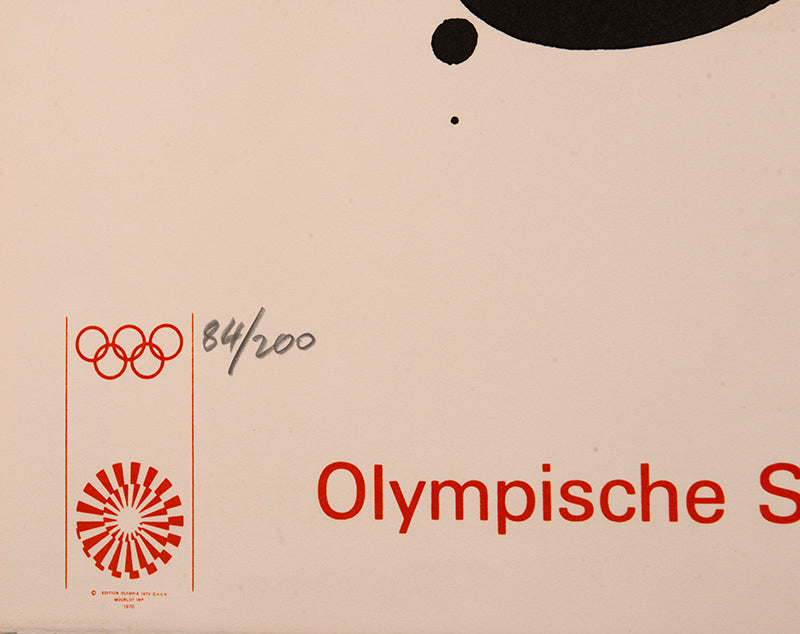 84/200
Olympische S
© EDITION OLYMPIA 1972 G.m.b.H.
MOURLOT IMP
1970